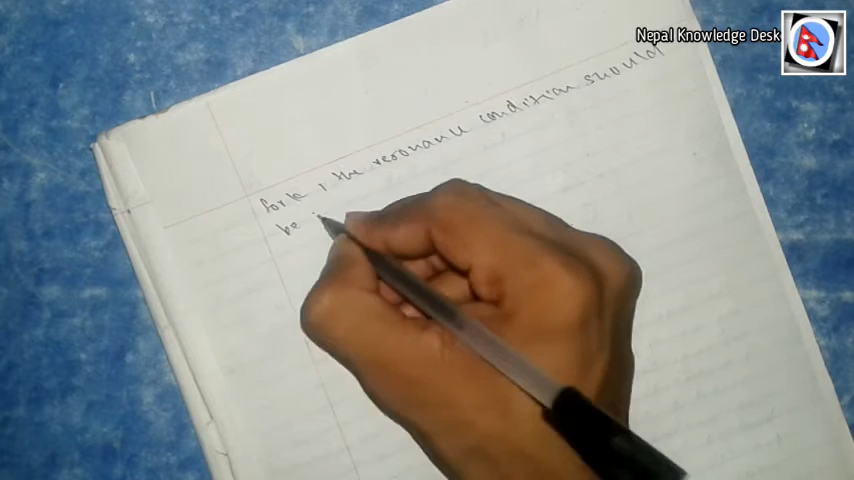 Nepal Knowledge Desk
fork, the resonance condition should
be